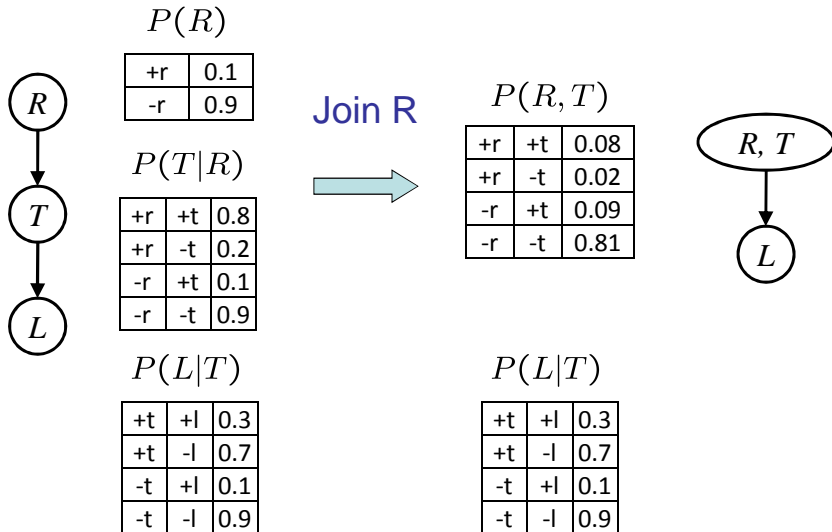 P(R)
+r 0.1
-r 0.9
R
T
L
P(T|R)
+r +t 0.8
+r -t 0.2
-r +t 0.1
-r -t 0.9
P(L|T)
+t +l 0.3
+t -l 0.7
-t +l 0.1
-t -l 0.9
Join R
P(R, T)
+r +t 0.08
+r -t 0.02
-r +t 0.09
-r -t 0.81
P(L|T)
+t +l 0.3
+t -l 0.7
-t +l 0.1
-t -l 0.9
R, T
L